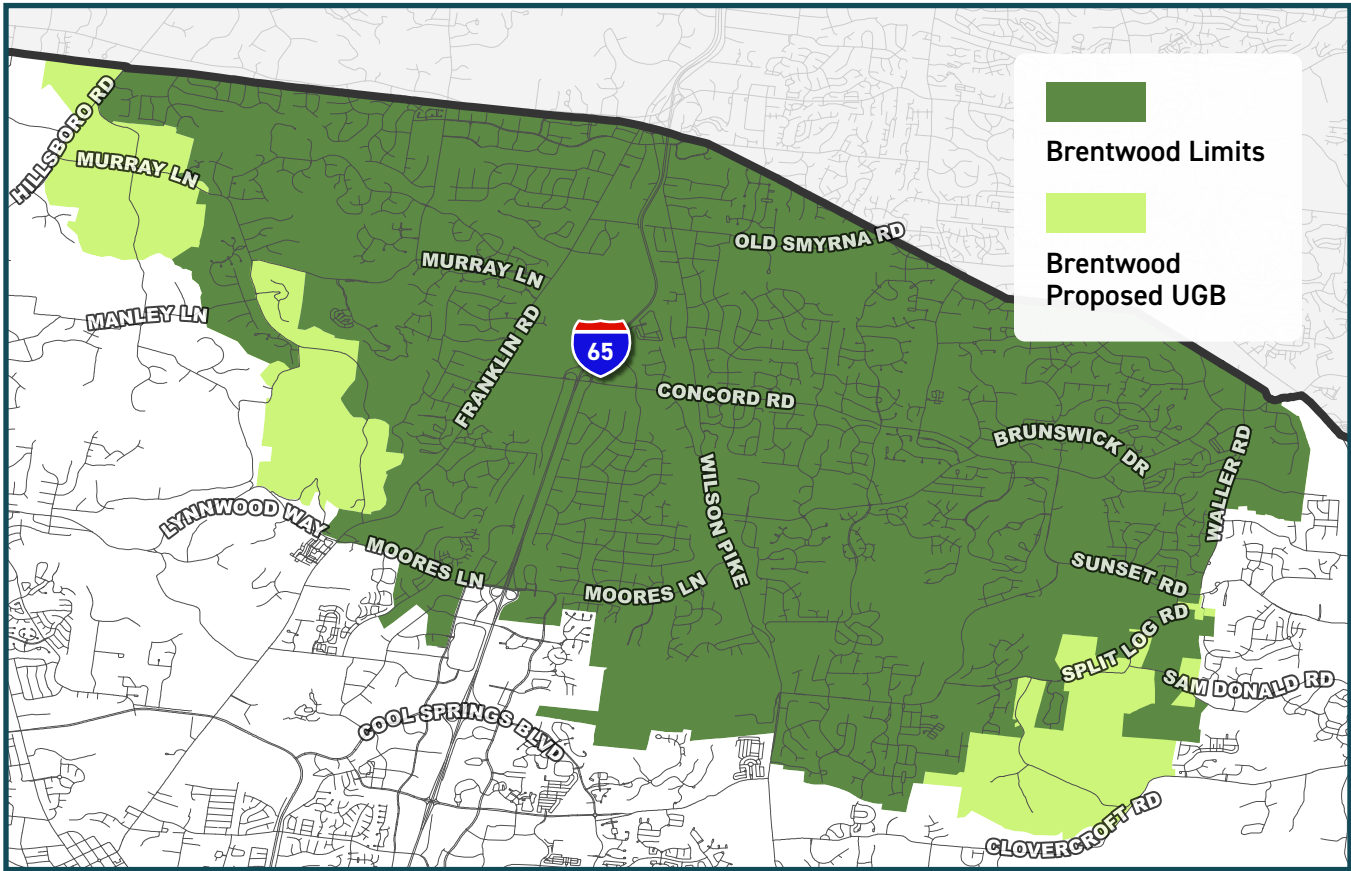 Brentwood Limits
Brentwood
Proposed UGB
HILLSBORO RD
MURRAY LN
OLD SMYRNA RD
MURRAY LN
MANLEY LN
FRANKLIN RD
65
CONCORD RD
BRUNSWICK DR
WALLER RD
WILSON PIKE
LYNNWOOD WAY
MOORES LN
MOORES LN
SUNSET RD
SPLIT LOG RD
SAM DONALD RD
COOL SPRINGS BLVD
CLOVERCROFT RD